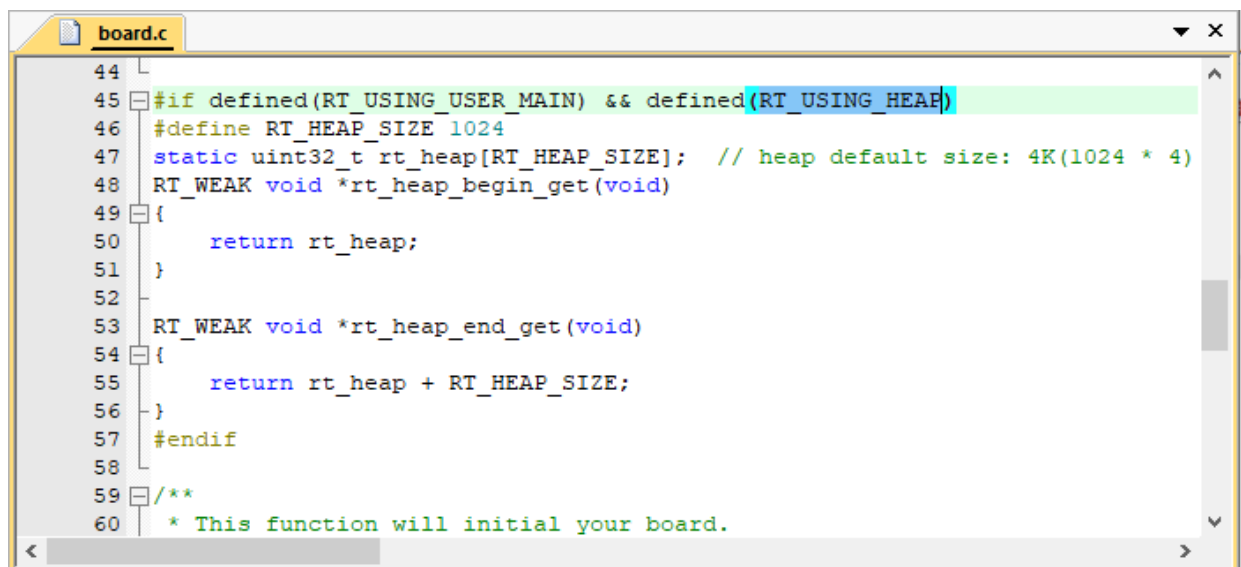 board.c
44
45 #if defined(RT_USING_USER_MAIN) && defined(RT_USING_HEAP)
46 #define RT_HEAP_SIZE 1024
47 static uint32_t rt_heap[RT_HEAP_SIZE];  // heap default size: 4K(1024 * 4)
48 RT_WEAK void *rt_heap_begin_get(void)
49 {
50     return rt_heap;
51 }
52
53 RT_WEAK void *rt_heap_end_get(void)
54 {
55     return rt_heap + RT_HEAP_SIZE;
56 }
57 #endif
58
59 /**
60  * This function will initial your board.